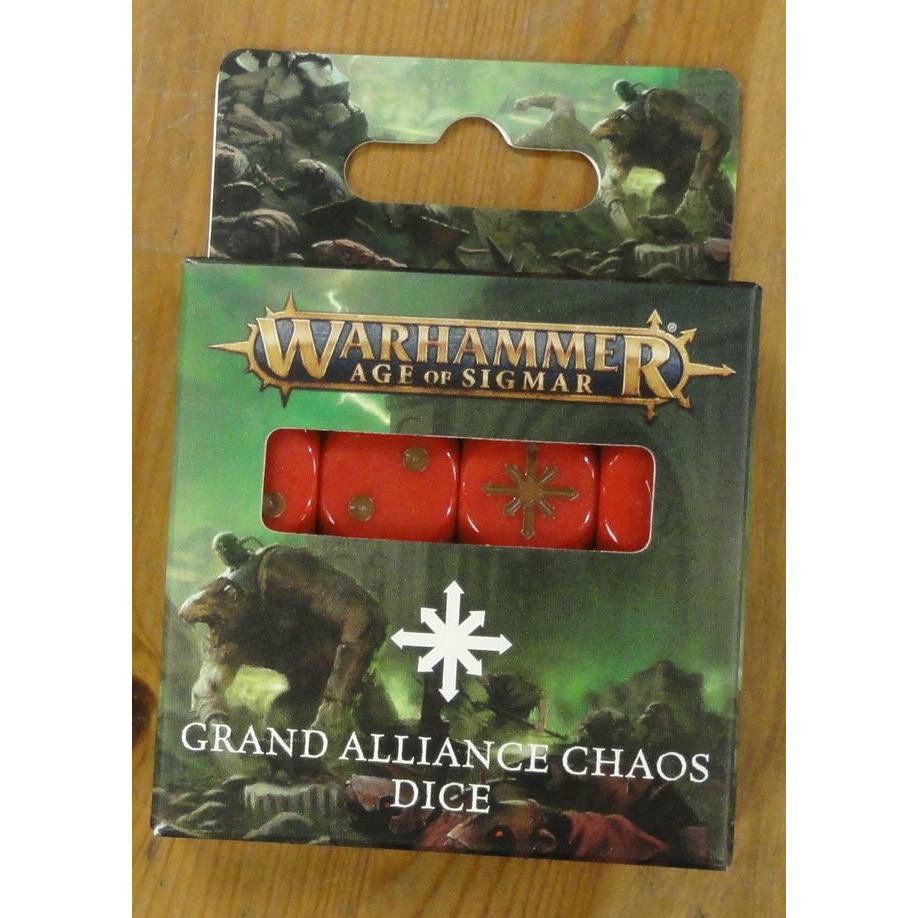 WARHAMMER®
AGE OF SIGMAR
GRAND ALLIANCE CHAOS
DICE